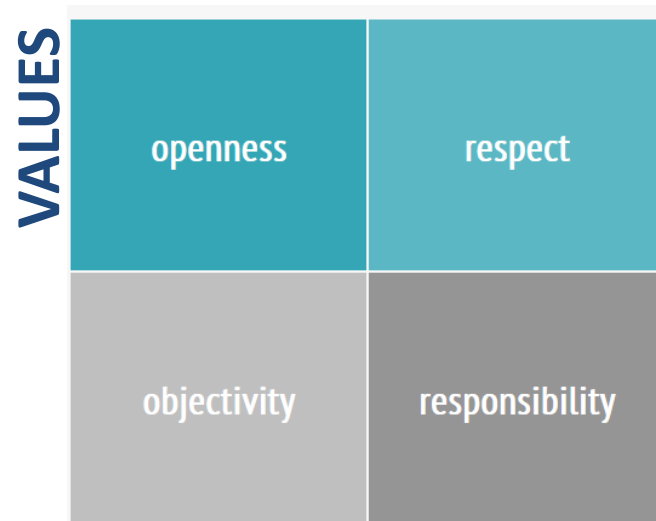 VALUES
openness
respect
objectivity
responsibility